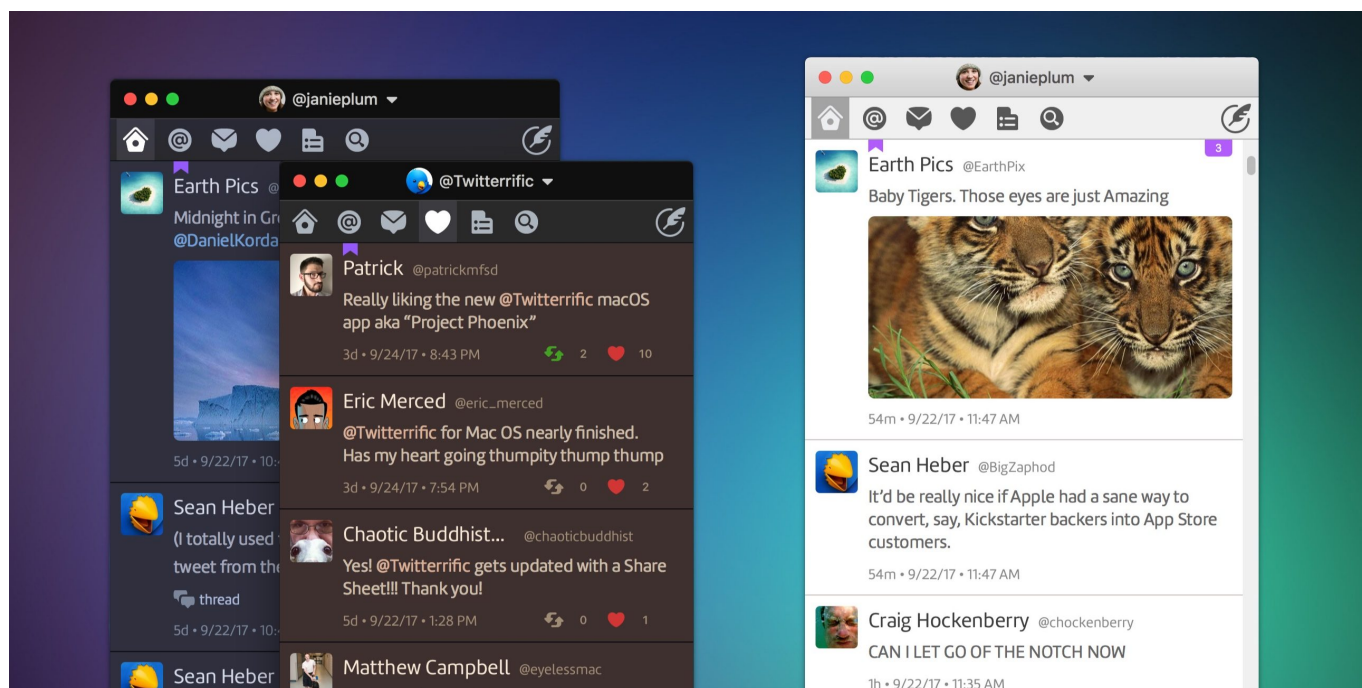 @janieplum
Earth Pics @
Midnight in Gr
@DanielKorda
5d • 9/22/17 • 10:
Sean Heber
(I totally used
tweet from the
thread
5d • 9/22/17 • 10:
Sean Heber
@Twitterrific
Patrick @patrickmfsd
Really liking the new @Twitterrific macOS
app aka “Project Phoenix”
3d • 9/24/17 • 8:43 PM 2 10
Eric Merced @eric_merced
@Twitterrific for Mac OS nearly finished.
Has my heart going thumpity thump thump
3d • 9/24/17 • 7:54 PM 0 2
Chaotic Buddhist... @chaoticbuddhist
Yes! @Twitterrific gets updated with a Share
Sheet!!! Thank you!
5d • 9/22/17 • 1:28 PM 0 1
Matthew Campbell @eyelessmac
@janieplum
3
Earth Pics @EarthPix
Baby Tigers. Those eyes are just Amazing
54m • 9/22/17 • 11:47 AM
Sean Heber @BigZaphod
It’d be really nice if Apple had a sane way to
convert, say, Kickstarter backers into App Store
customers.
54m • 9/22/17 • 11:47 AM
Craig Hockenberry @chockenberry
CAN I LET GO OF THE NOTCH NOW
1h • 9/22/17 • 11:35 AM